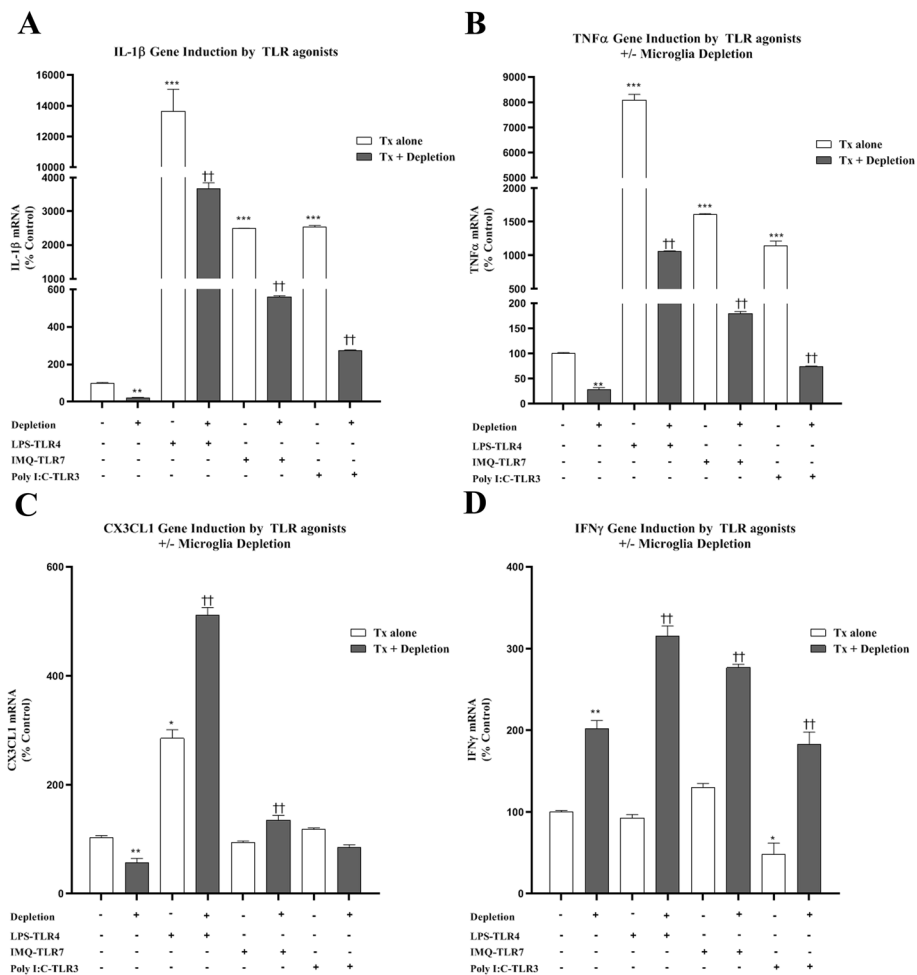 A
IL-1β Gene Induction by TLR agonists
IL-1β mRNA
(% Control)
16000
14000
12000
10000
4000
3000
2000
1000
600
400
200
0
***
**
††
***
††
***
††
Tx alone
Tx + Depletion
Depletion - + - + - + - +
LPS-TLR4 - - + + - - - -
IMQ-TLR7 - - - - + + - -
Poly I:C-TLR3 - - - - - - + +
B
TNFα Gene Induction by TLR agonists
+/- Microglia Depletion
TNFα mRNA
(% Control)
9000
8000
7000
6000
5000
2000
1500
1000
500
200
150
100
50
0
**
***
††
***
††
***
††
Tx alone
Tx + Depletion
Depletion - + - + - + - +
LPS-TLR4 - - + + - - - -
IMQ-TLR7 - - - - + + - -
Poly I:C-TLR3 - - - - - - + +
C
CX3CL1 Gene Induction by TLR agonists
+/- Microglia Depletion
CX3CL1 mRNA
(% Control)
600
400
200
0
**
*
††
††
Tx alone
Tx + Depletion
Depletion - + - + - + - +
LPS-TLR4 - - + + - - - -
IMQ-TLR7 - - - - + + - -
Poly I:C-TLR3 - - - - - - + +
D
IFNγ Gene Induction by TLR agonists
+/- Microglia Depletion
IFNγ mRNA
(% Control)
400
300
200
100
0
**
††
††
*
††
Tx alone
Tx + Depletion
Depletion - + - + - + - +
LPS-TLR4 - - + + - - - -
IMQ-TLR7 - - - - + + - -
Poly I:C-TLR3 - - - - - - + +